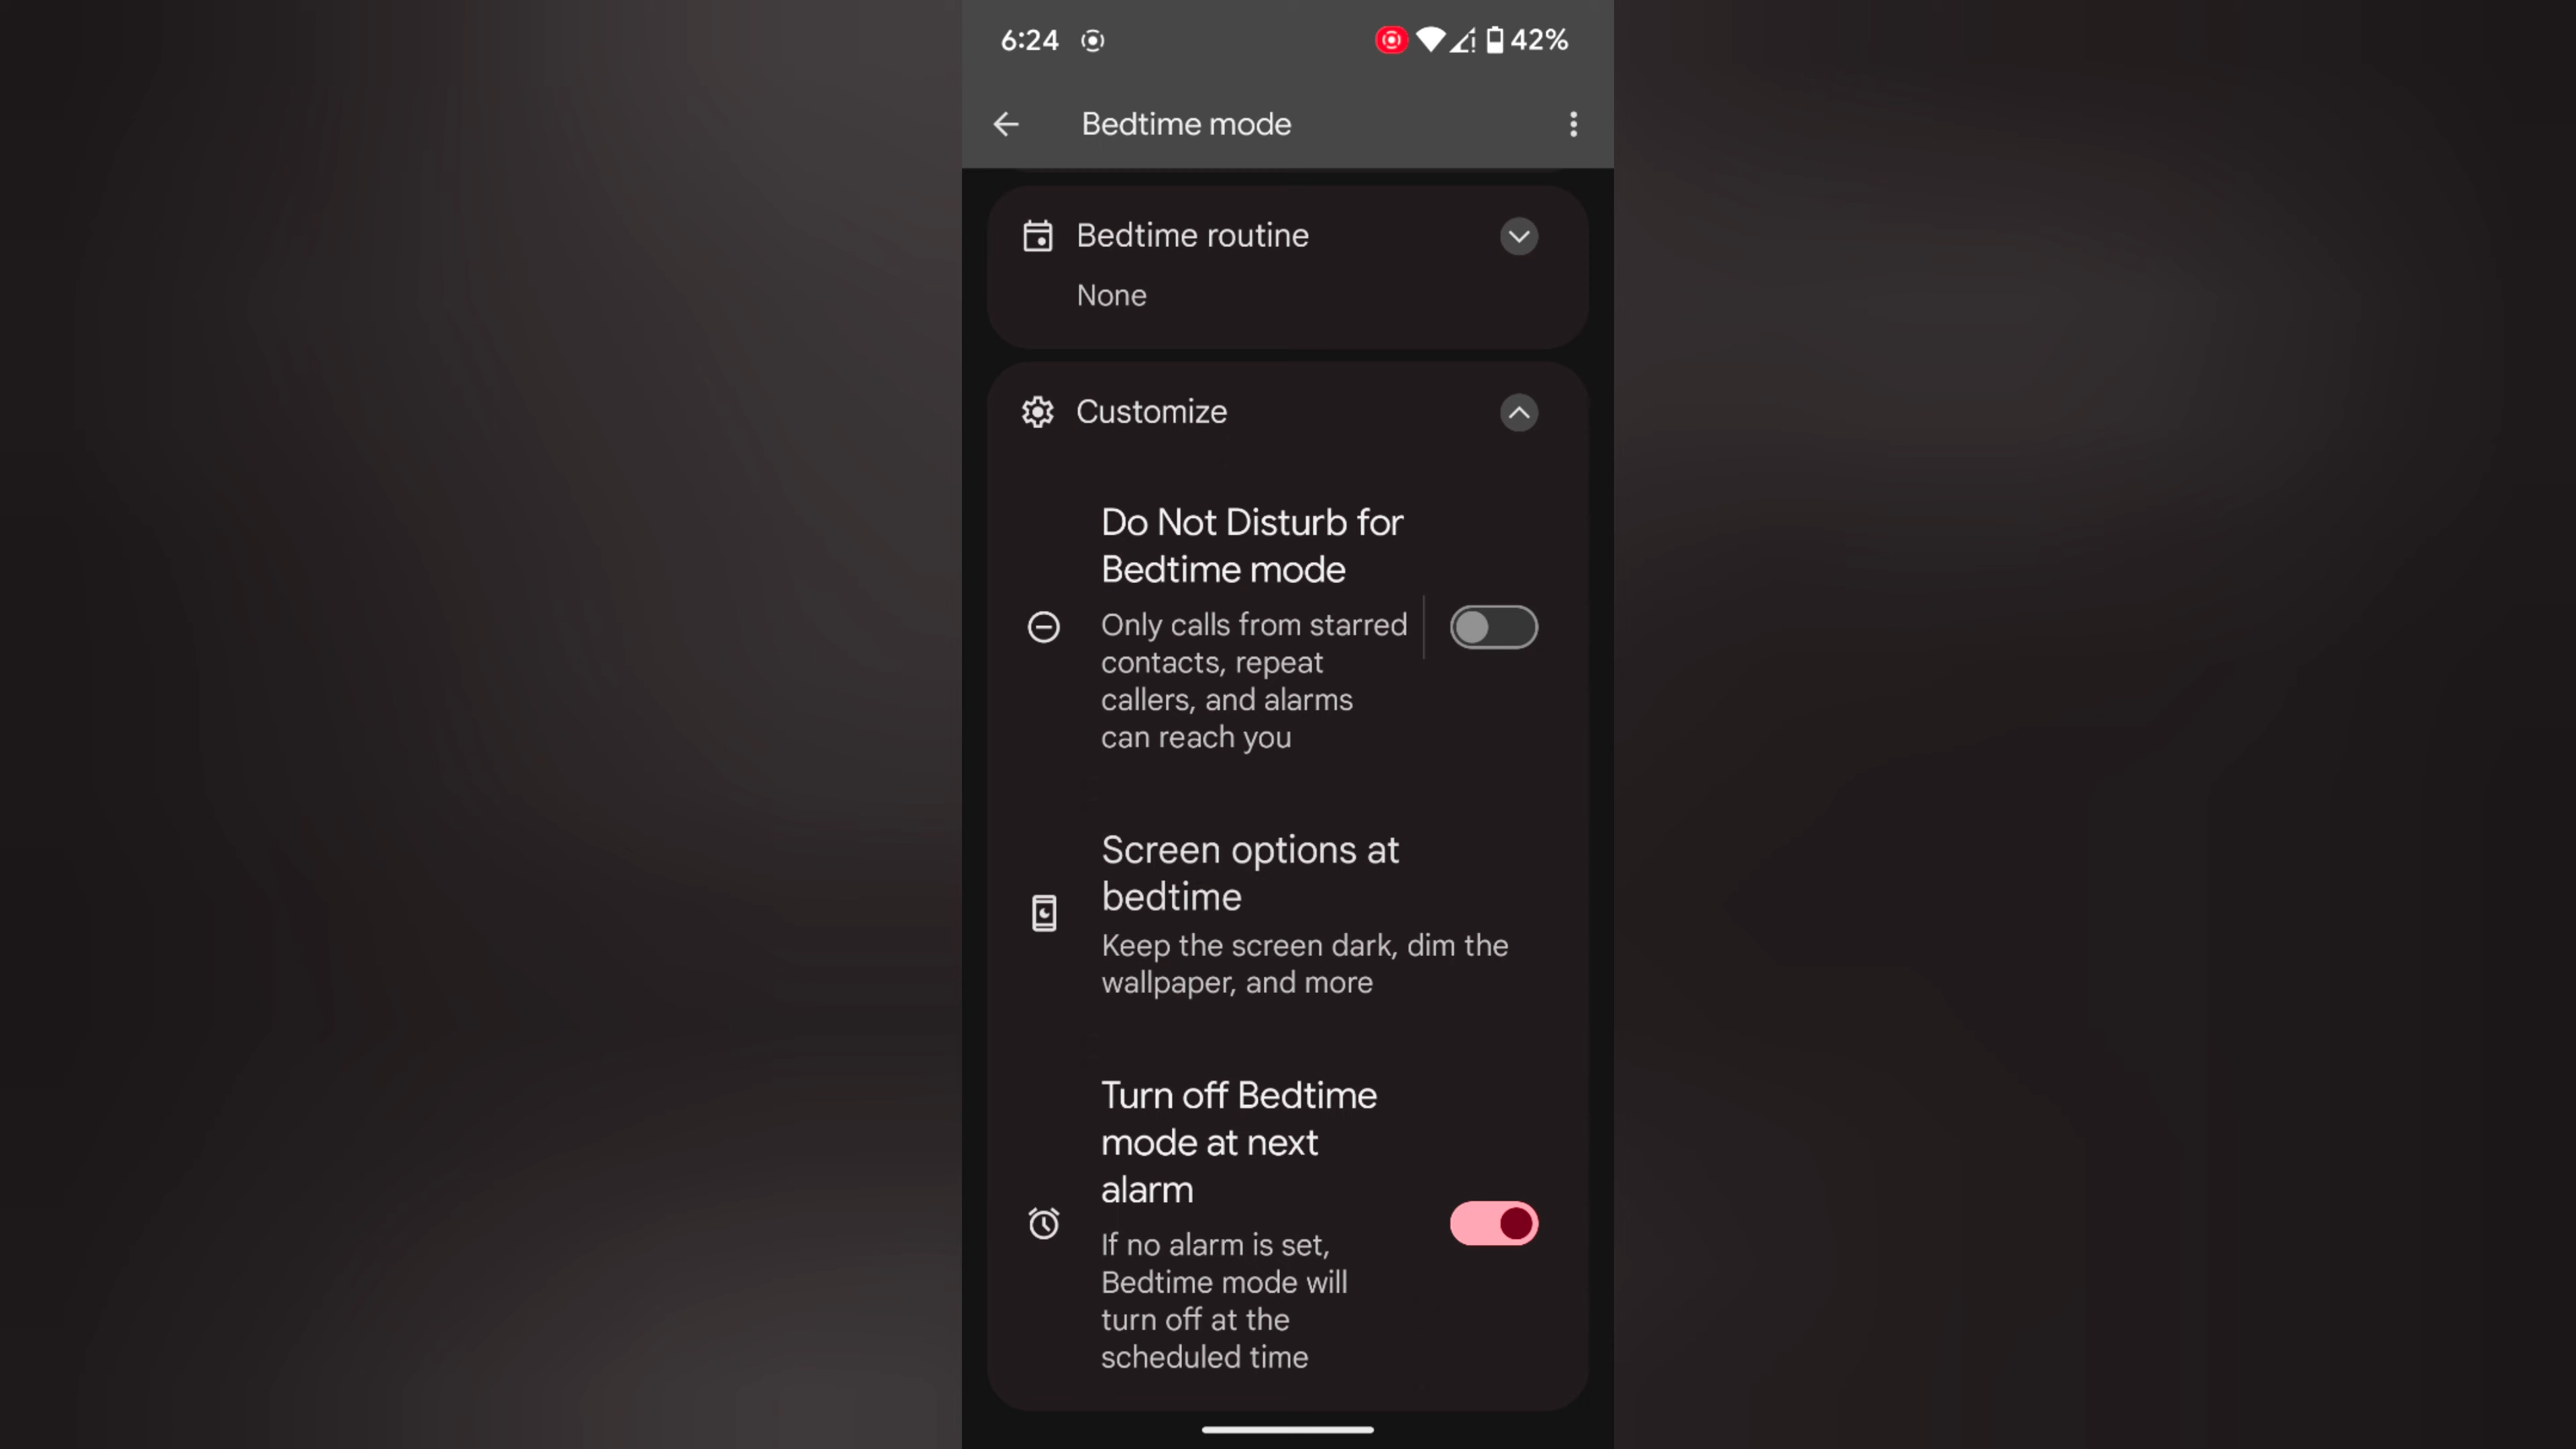 6:24
42%
Bedtime mode
Bedtime routine
None
Customize
Do Not Disturb for
Bedtime mode
Only calls from starred
contacts, repeat
callers, and alarms
can reach you
Screen options at
bedtime
Keep the screen dark, dim the
wallpaper, and more
Turn off Bedtime
mode at next
alarm
If no alarm is set,
Bedtime mode will
turn off at the
scheduled time